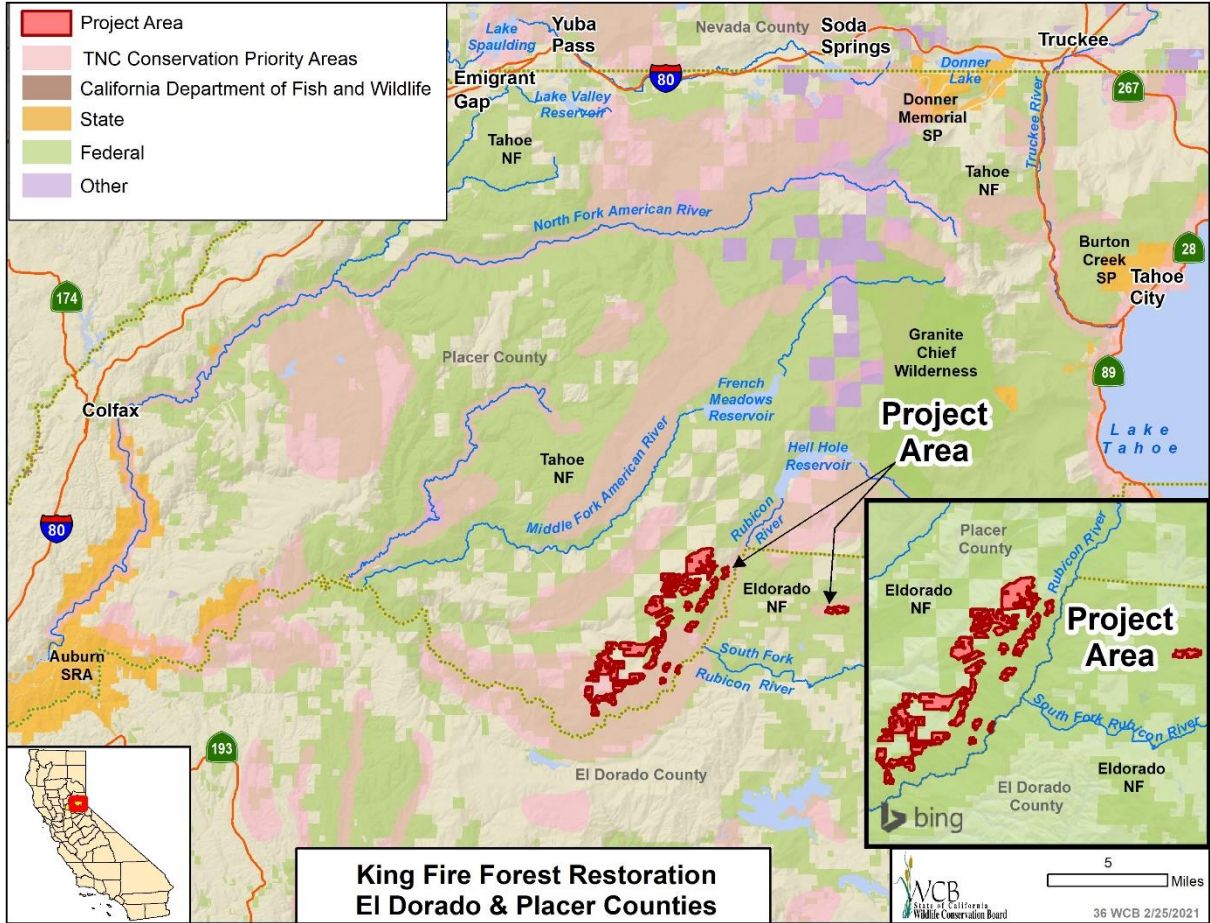 Project Area
TNC Conservation Priority Areas
California Department of Fish and Wildlife
State
Federal
Other
Lake
Spaulding
Yuba
Pass
Nevada County
Soda
Springs
Truckee
Emigrant
Gap
80
Donner
Lake
267
Lake Valley
Reservoir
Donner
Memorial
SP
Truckee River
Tahoe
NF
Tahoe
NF
North Fork American River
Burton
Creek
SP
28
Tahoe
City
174
Placer County
Granite
Chief
Wilderness
89
French
Meadows
Reservoir
Colfax
Project
Area
Lake
Tahoe
Hell Hole
Reservoir
Tahoe
NF
Middle Fork American River
Rubicon
River
80
Eldorado
NF
Auburn
SRA
South Fork
Rubicon River
193
El Dorado County
Placer
County
Rubicon River
Eldorado
NF
Project
Area
South Fork Rubicon River
Eldorado
NF
El Dorado
County
bing
King Fire Forest Restoration
El Dorado & Placer Counties
WCB
State of California
Wildlife Conservation Board
5
Miles
36 WCB 2/25/2021